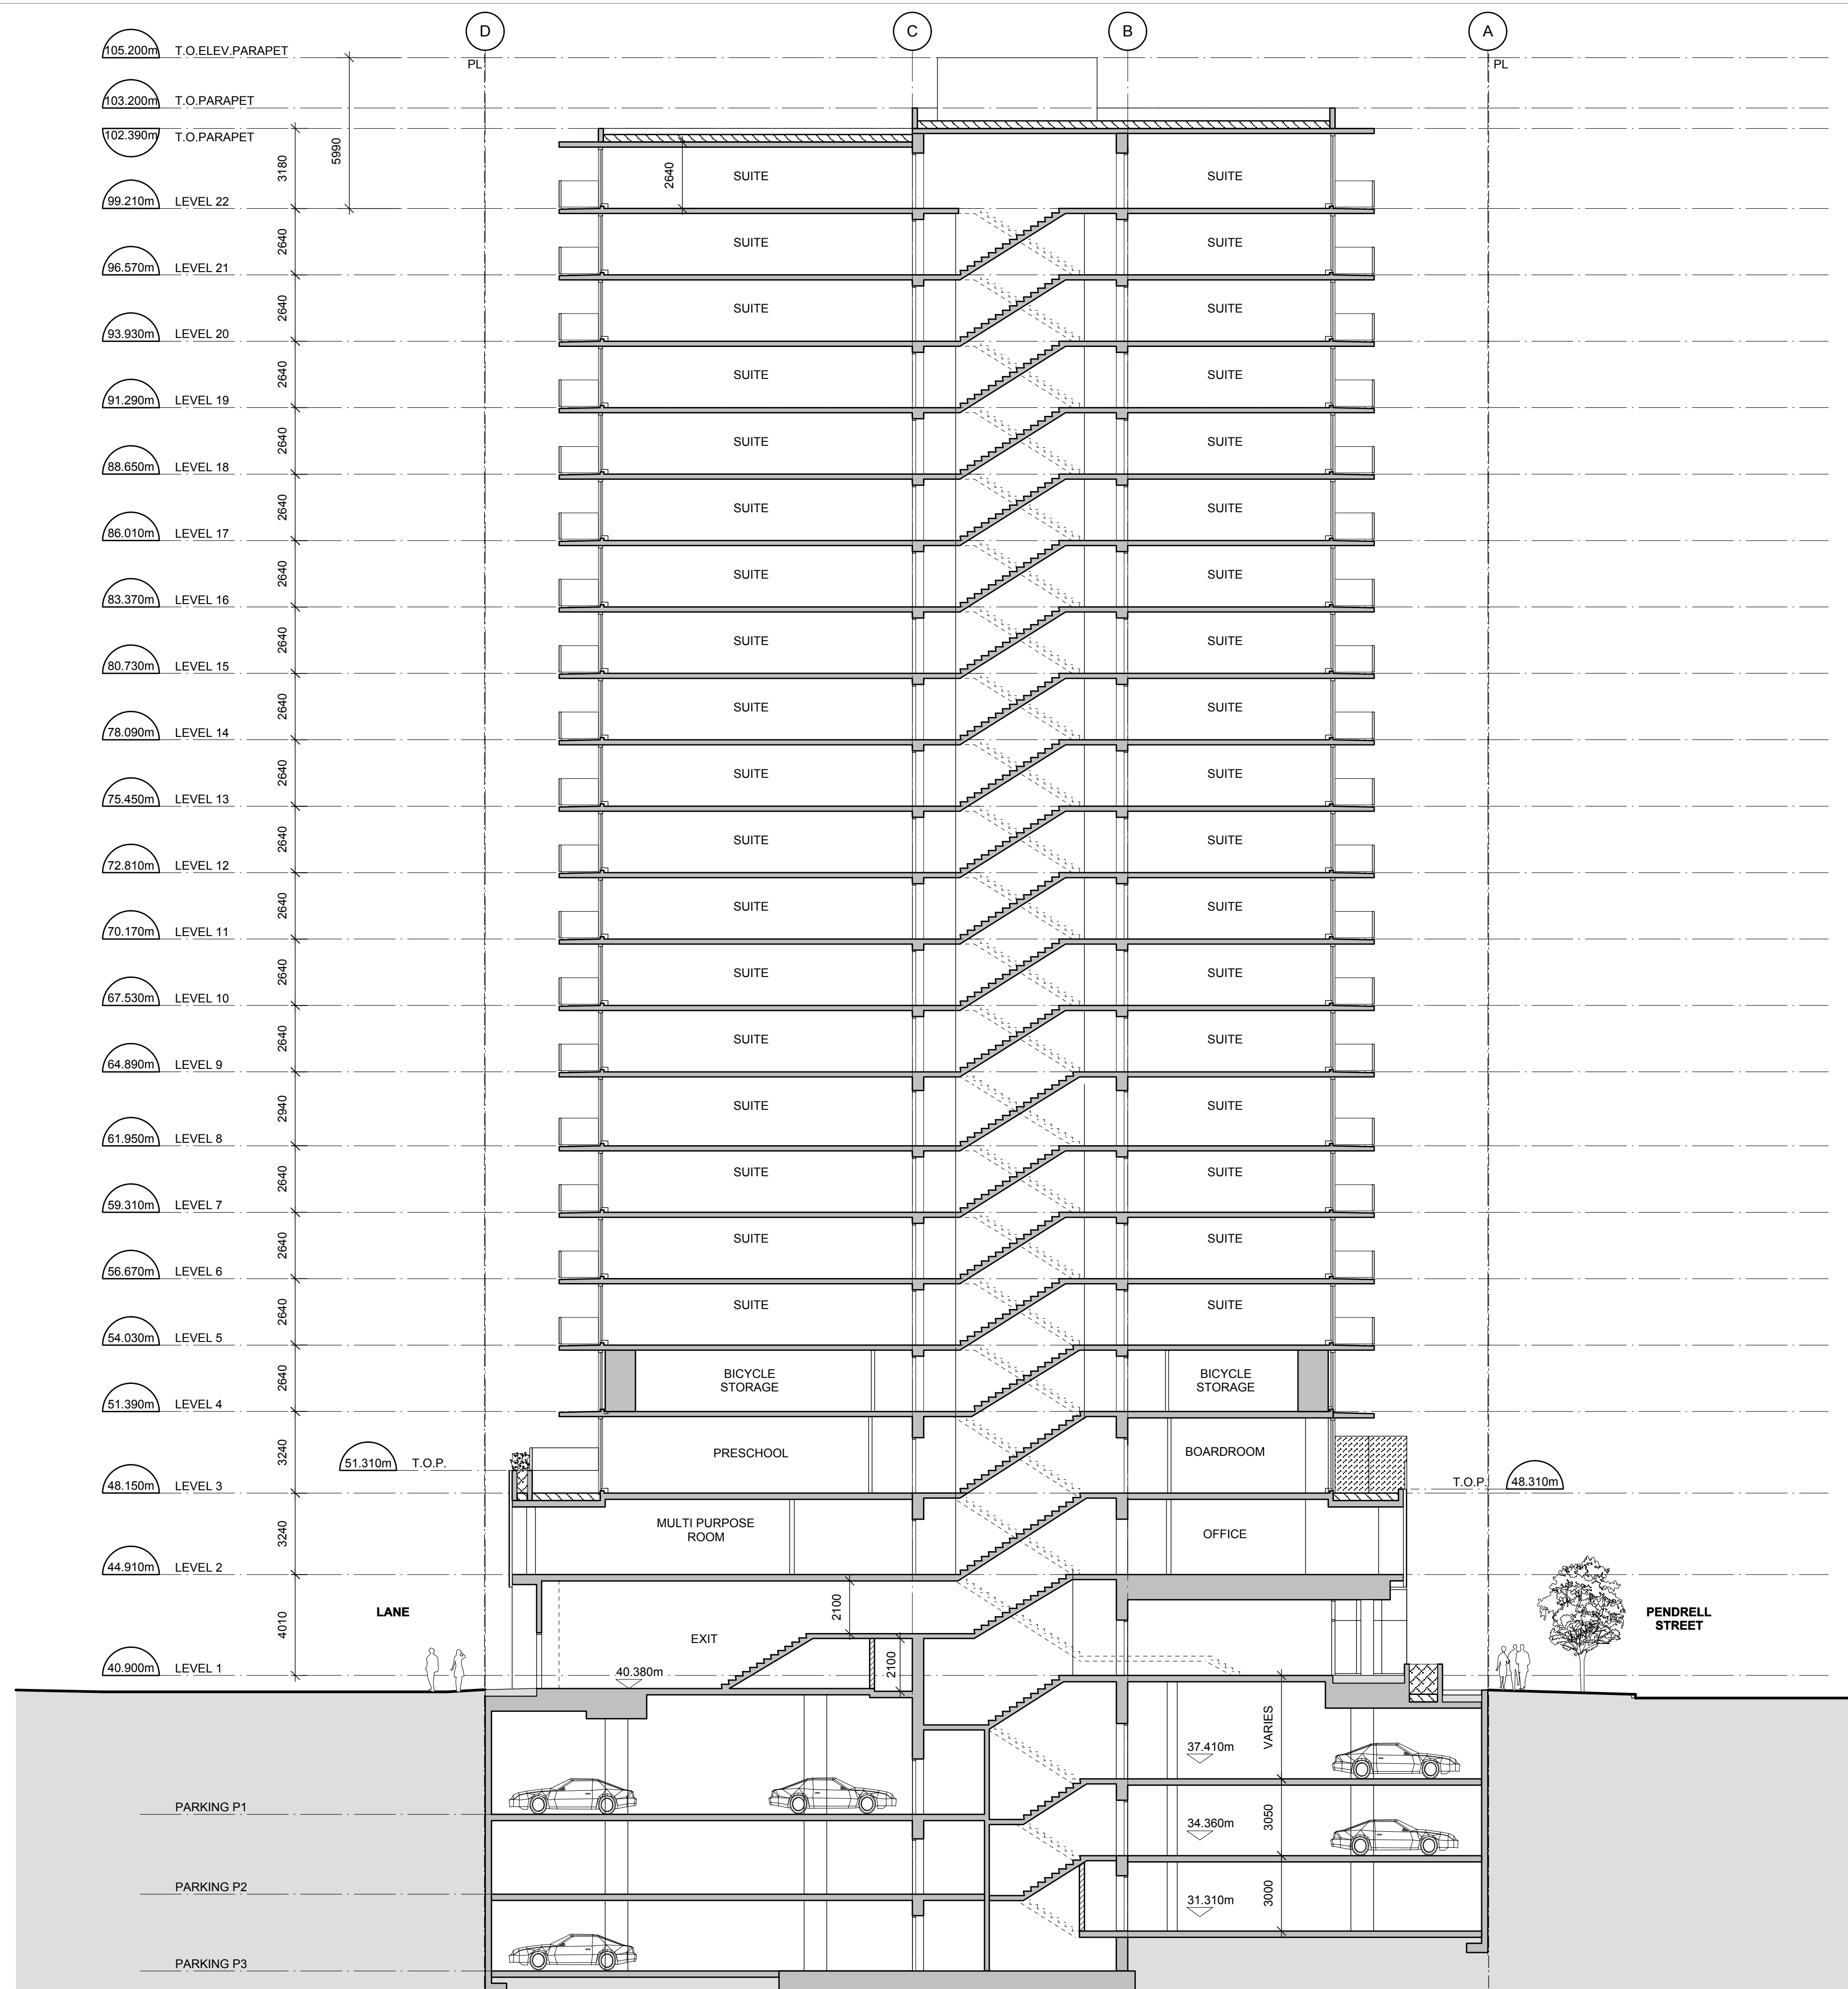 D
C
B
A
PL
PL
105.200m T.O.ELEV.PARAPET
103.200m T.O.PARAPET
102.390m T.O.PARAPET
5990
3180
2640
SUITE
SUITE
99.210m LEVEL 22
2640
SUITE
SUITE
96.570m LEVEL 21
2640
SUITE
SUITE
93.930m LEVEL 20
2640
SUITE
SUITE
91.290m LEVEL 19
2640
SUITE
SUITE
88.650m LEVEL 18
2640
SUITE
SUITE
86.010m LEVEL 17
2640
SUITE
SUITE
83.370m LEVEL 16
2640
SUITE
SUITE
80.730m LEVEL 15
2640
SUITE
SUITE
78.090m LEVEL 14
2640
SUITE
SUITE
75.450m LEVEL 13
2640
SUITE
SUITE
72.810m LEVEL 12
2640
SUITE
SUITE
70.170m LEVEL 11
2640
SUITE
SUITE
67.530m LEVEL 10
2640
SUITE
SUITE
64.890m LEVEL 9
2940
SUITE
SUITE
61.950m LEVEL 8
2640
SUITE
SUITE
59.310m LEVEL 7
2640
SUITE
SUITE
56.670m LEVEL 6
2640
SUITE
SUITE
54.030m LEVEL 5
2640
BICYCLE
STORAGE
BICYCLE
STORAGE
51.390m LEVEL 4
3240
PRESCHOOL
BOARDROOM
51.310m T.O.P.
T.O.P. 48.310m
48.150m LEVEL 3
3240
MULTI PURPOSE
ROOM
OFFICE
44.910m LEVEL 2
LANE
4010
2100
EXIT
2100
PENDRELL
STREET
40.900m LEVEL 1
40.380m
VARIES
37.410m
PARKING P1
3050
34.360m
PARKING P2
3000
31.310m
PARKING P3